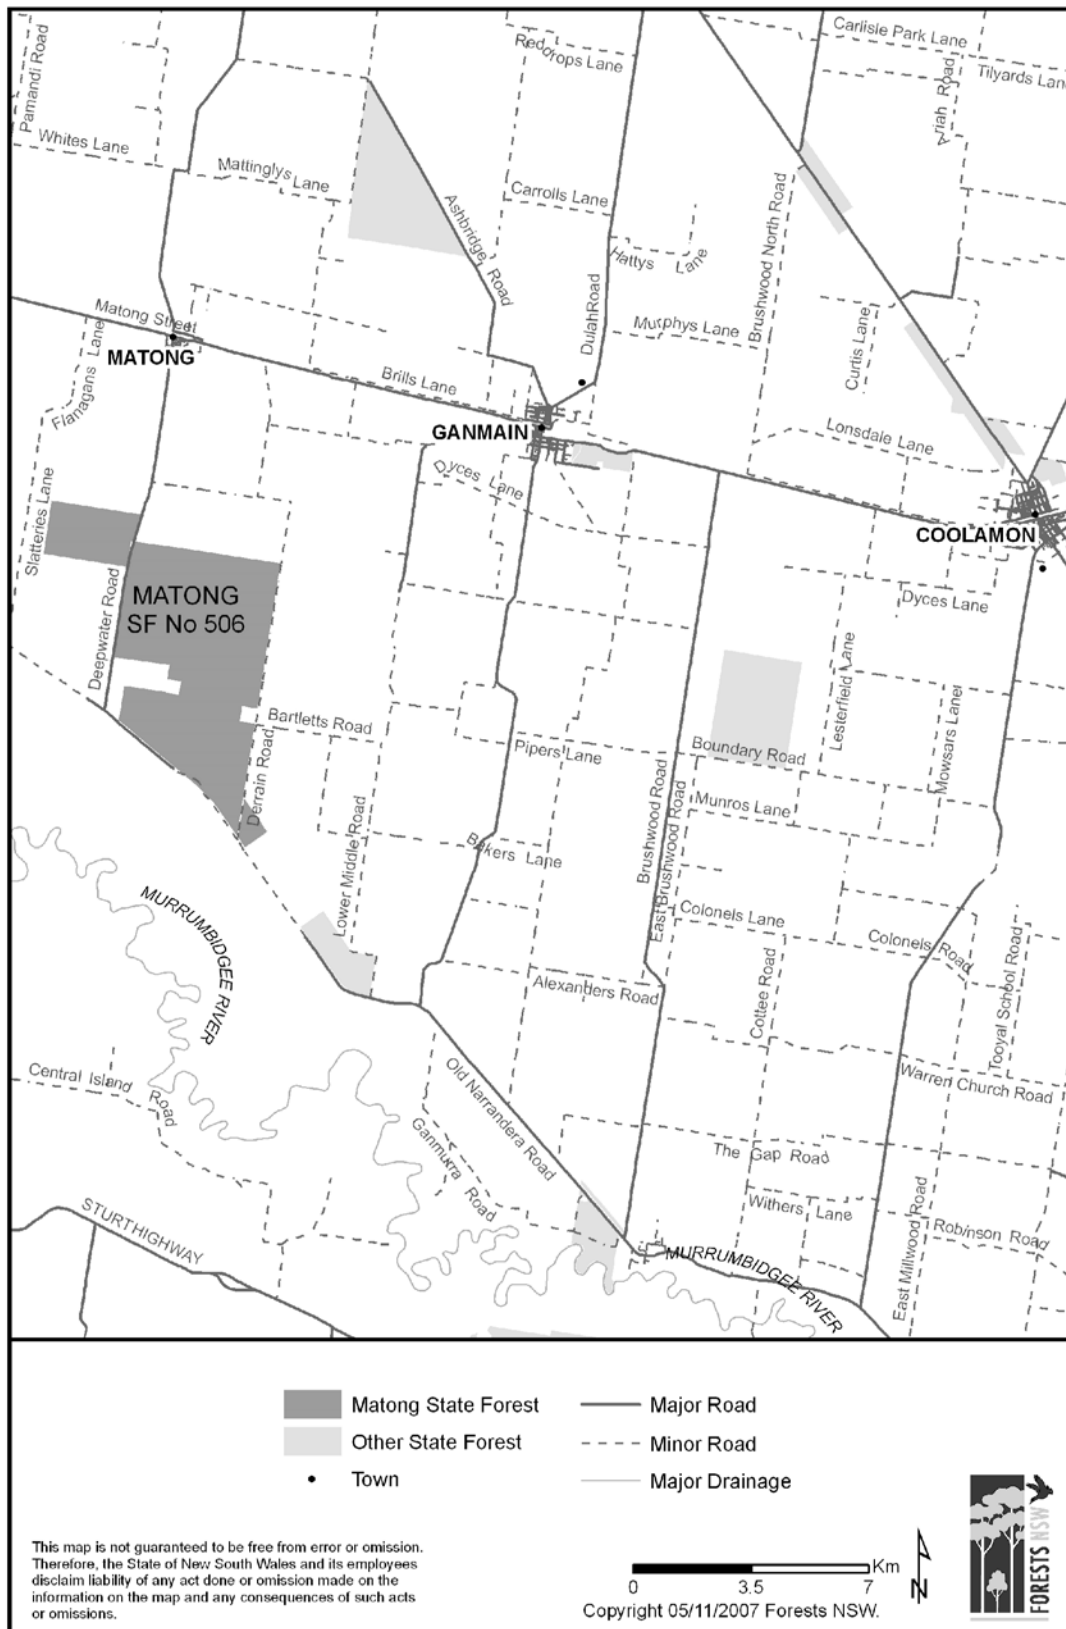 Carlisle Park Lane
Redcrops Lane
Pamandi Road
Tilyards Lane
Ariah Road
Whites Lane
Mattinglys Lane
Carrolls Lane
Ashbridge Road
Brushwood North Road
Hattys Lane
Matong Street
DulahRoad
Murphys Lane
Curtis Lane
MATONG
Flanagans Lane
Brills Lane
GANMAIN
Lonsdale Lane
Dyces Lane
Slatteries Lane
COOLAMON
MATONG
SF No 506
Dyces Lane
Deepwater Road
Lesterfield Lane
Mowsars Lane
Bartletts Road
Pipers Lane
Boundary Road
Derrain Road
Munros Lane
Lower Middle Road
Brushwood Road
East Brushwood Road
Bakers Lane
MURRUMBIDGEE RIVER
Colonels Lane
Colonels Road
Tooyal School Road
Alexanders Road
Cottee Road
Central Island Road
Old Narrandera Road
Warren Church Road
Ganmurra Road
The Gap Road
Withers Lane
STURT HIGHWAY
East Millwood Road
Robinson Road
MURRUMBIDGEE RIVER
Matong State Forest
Major Road
Other State Forest
Minor Road
Town
Major Drainage
This map is not guaranteed to be free from error or omission.
Therefore, the State of New South Wales and its employees
disclaim liability of any act done or omission made on the
information on the map and any consequences of such acts
or omissions.
Km
0 3.5 7
N
Copyright 05/11/2007 Forests NSW.
FORESTS NSW